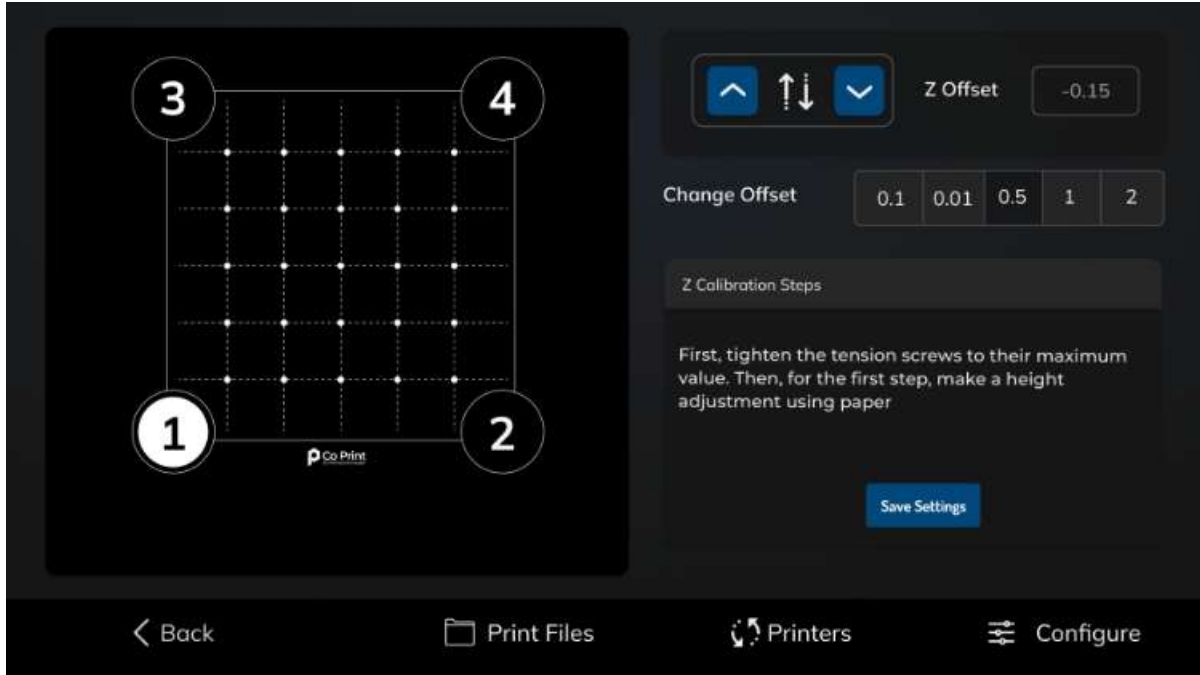 3
4
1
2
Co Print
Z Offset
-0.15
Change Offset
0.1
0.01
0.5
1
2
Z Calibration Steps
First, tighten the tension screws to their maximum
value. Then, for the first step, make a height
adjustment using paper
Save Settings
Back
Print Files
Printers
Configure